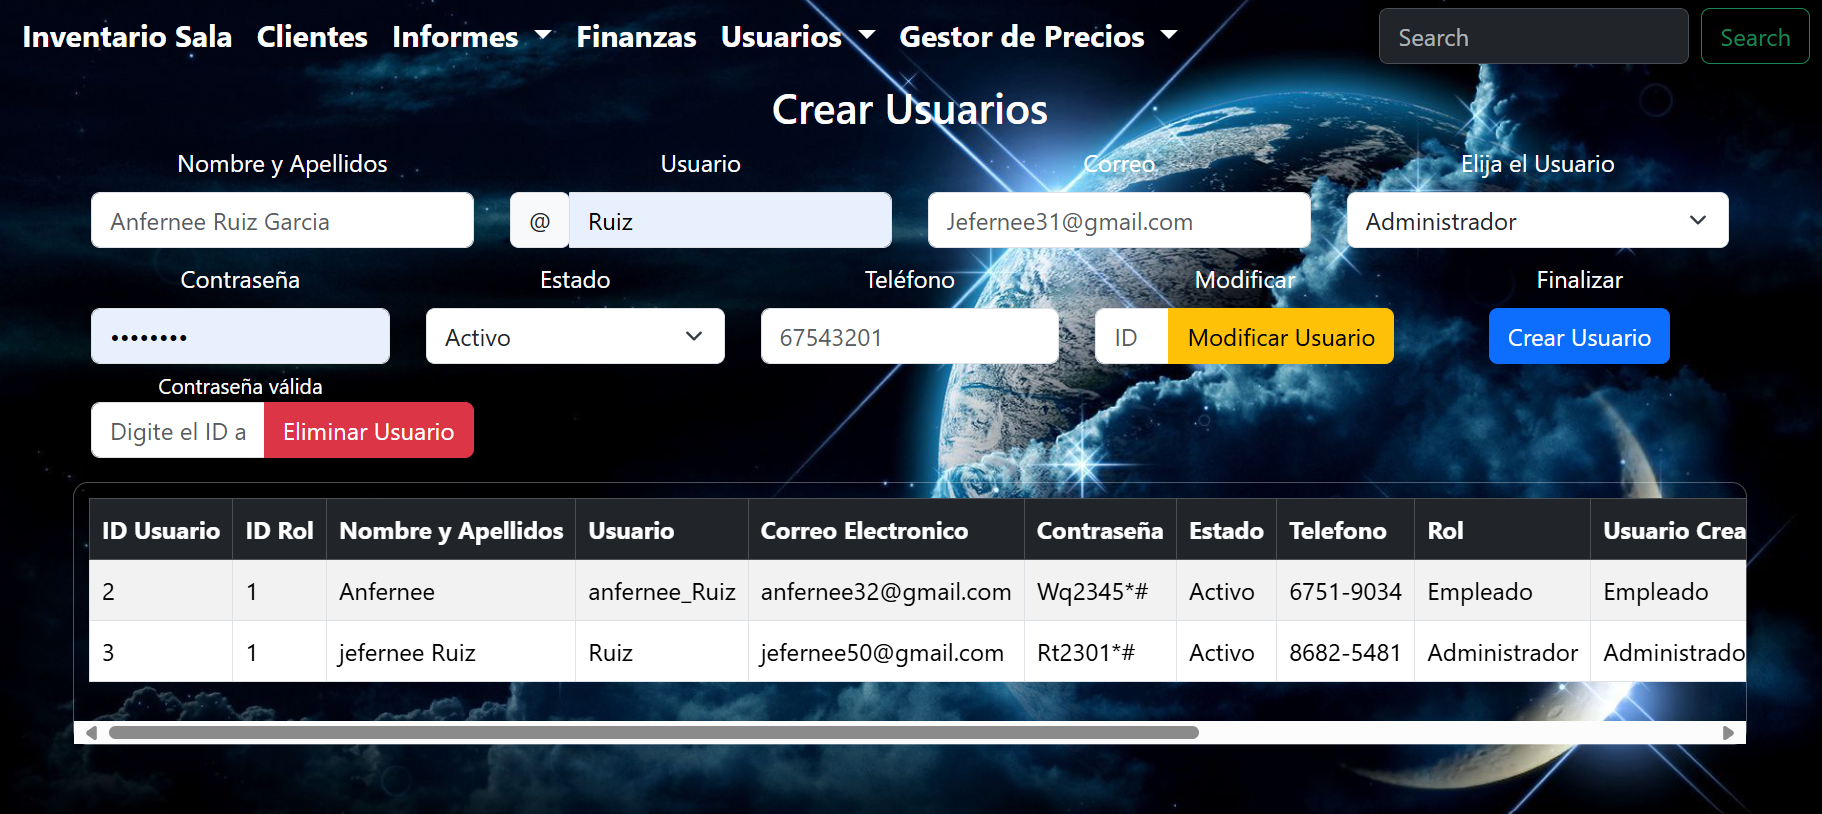 Inventario Sala Clientes Informes Finanzas Usuarios Gestor de Precios Search Search
Crear Usuarios
Nombre y Apellidos Usuario Correo Elija el Usuario
Anfernee Ruiz Garcia @ Ruiz Jefernee31@gmail.com Administrador
Contraseña Estado Teléfono Modificar Finalizar
•••••••• Activo 67543201 ID Modificar Usuario Crear Usuario
Contraseña válida
Digite el ID a Eliminar Usuario
ID Usuario ID Rol Nombre y Apellidos Usuario Correo Electronico Contraseña Estado Telefono Rol Usuario Crea
2 1 Anfernee anfernee_Ruiz anfernee32@gmail.com Wq2345*# Activo 6751-9034 Empleado Empleado
3 1 jefernee Ruiz Ruiz jefernee50@gmail.com Rt2301*# Activo 8682-5481 Administrador Administrado